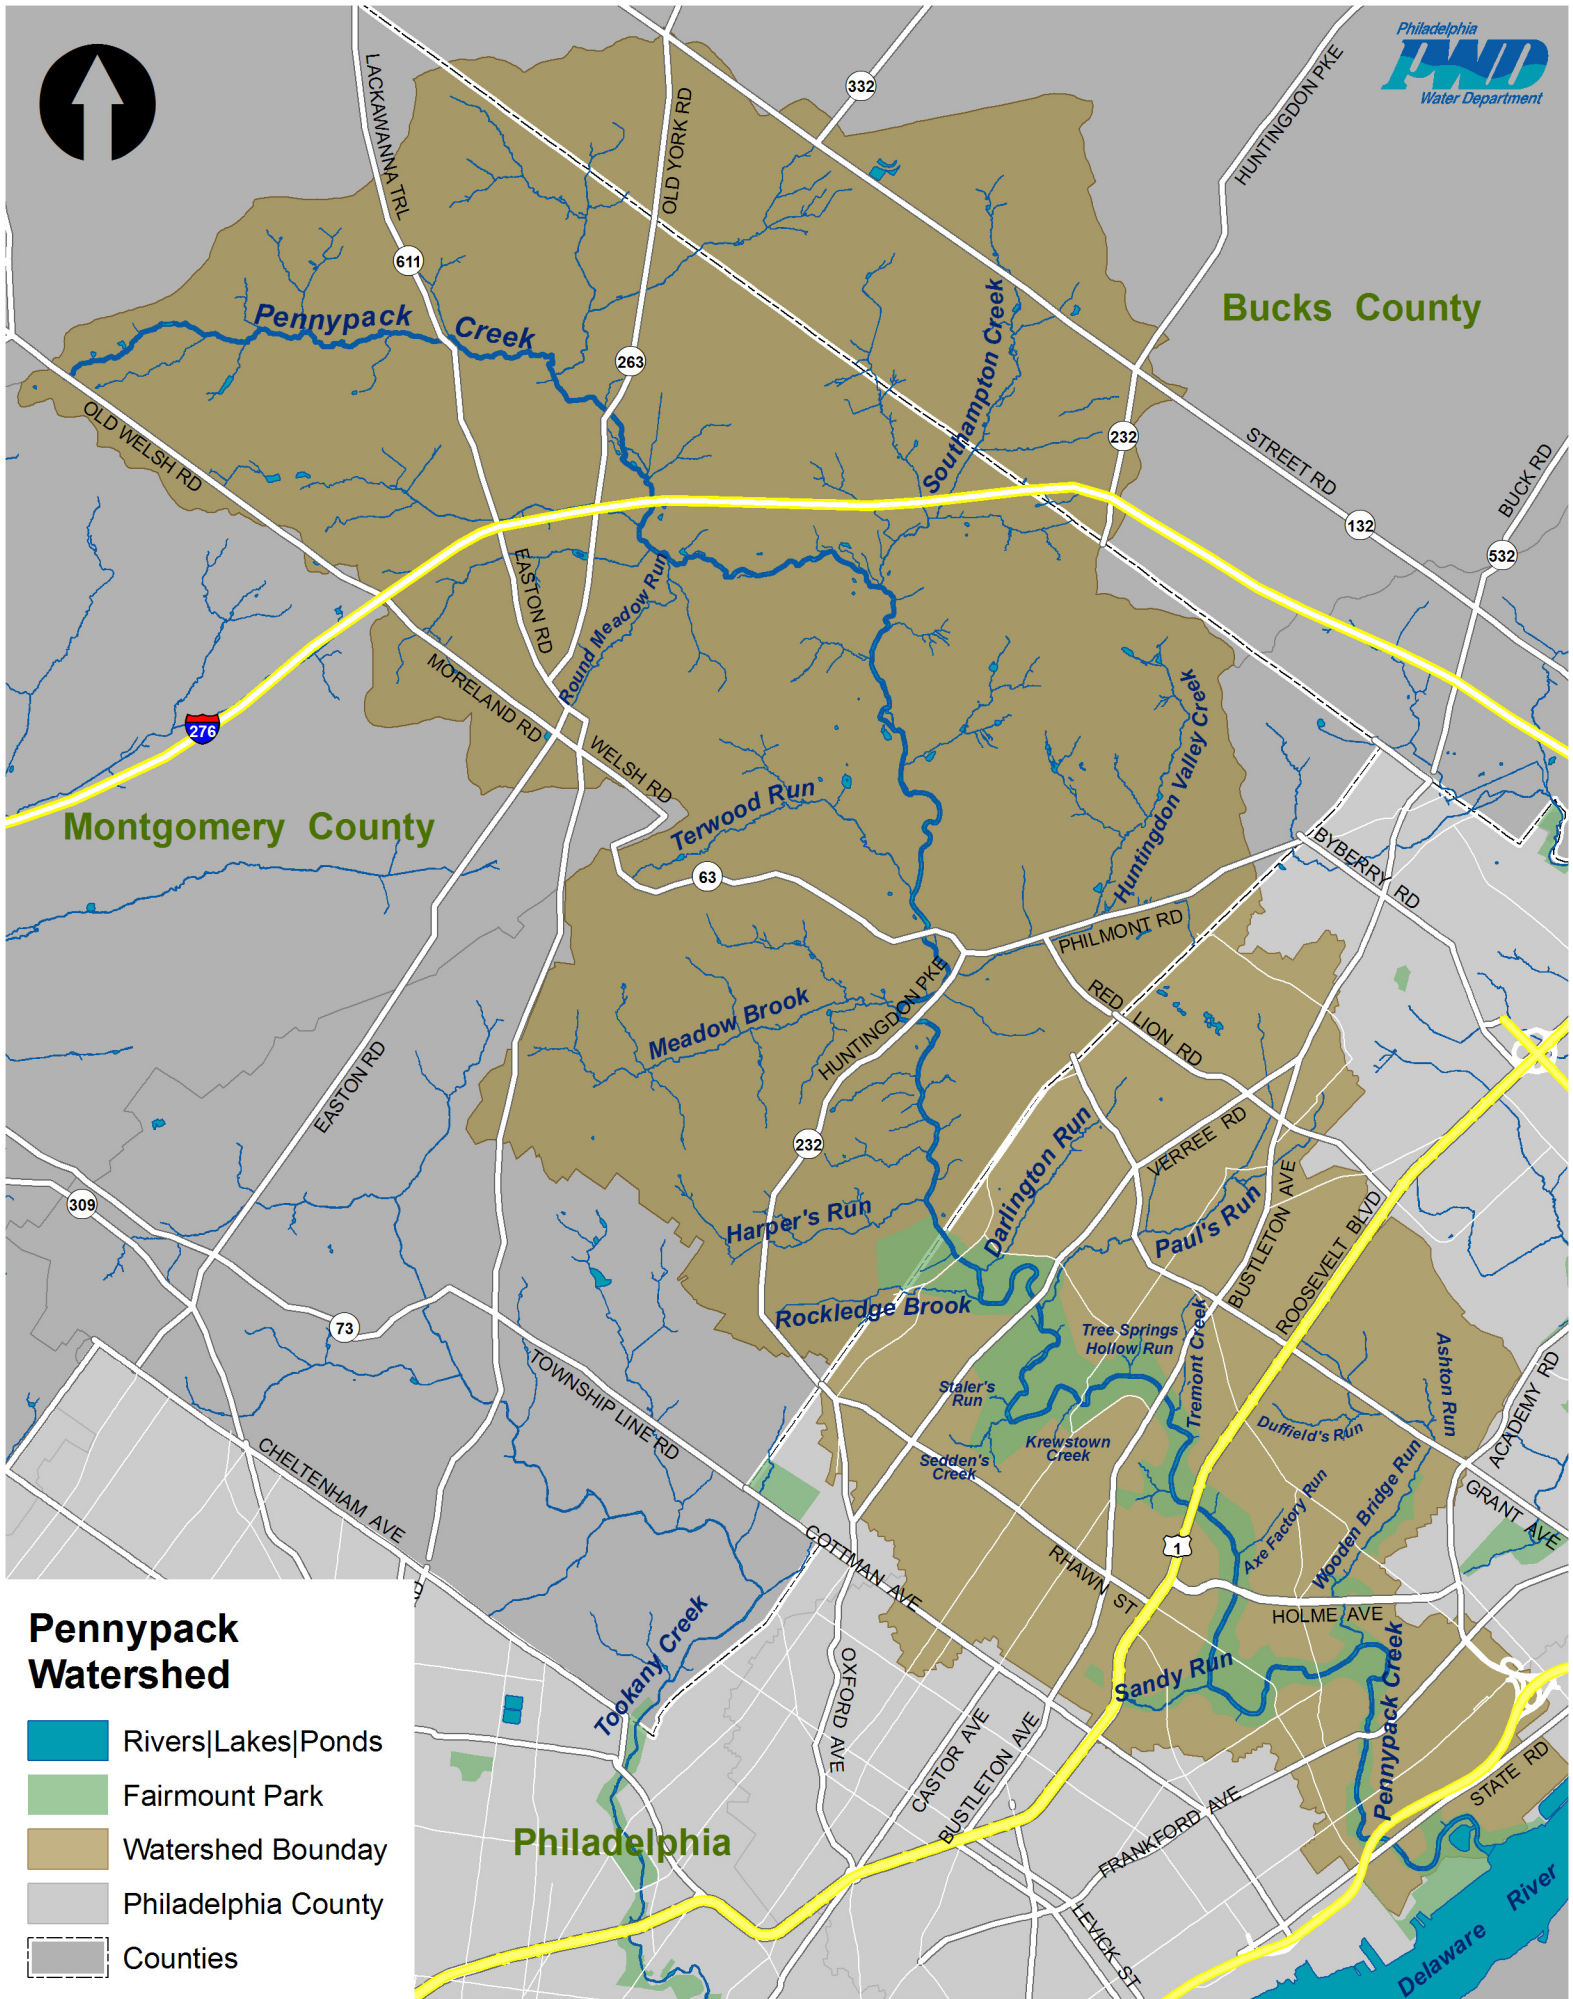 Philadelphia
PWD
Water Department
332
HUNTINGDON PKE
LACKAWANNA TRL
OLD YORK RD
611
Bucks County
Pennypack Creek
263
Southampton Creek
OLD WELSH RD
232
STREET RD
BUCK RD
132
532
EASTON RD
Round Meadow Run
MORELAND RD
276
WELSH RD
Huntingdon Valley Creek
Terwood Run
Montgomery County
63
BYBERRY RD
PHILMONT RD
HUNTINGDON PKE
Meadow Brook
RED LION RD
EASTON RD
232
Darlington Run
VERREE RD
309
Harper's Run
Paul's Run
BUSTLETON AVE
ROOSEVELT BLVD
Rockledge Brook
73
Tree Springs
Hollow Run
Tremont Creek
Ashton Run
TOWNSHIP LINE RD
Staler's
Run
ACADEMY RD
Duffield's Run
Krewstown
Creek
Sedden's
Creek
CHELTENHAM AVE
Axe Factory Run
Wooden Bridge Run
GRANT AVE
COTTMAN AVE
1
RHAWN ST
HOLME AVE
Tookany Creek
Sandy Run
Pennypack Creek
OXFORD AVE
CASTOR AVE
BUSTLETON AVE
STATE RD
FRANKFORD AVE
Philadelphia
LEVICK ST
Delaware River
Pennypack
Watershed
Rivers|Lakes|Ponds
Fairmount Park
Watershed Bounday
Philadelphia County
Counties